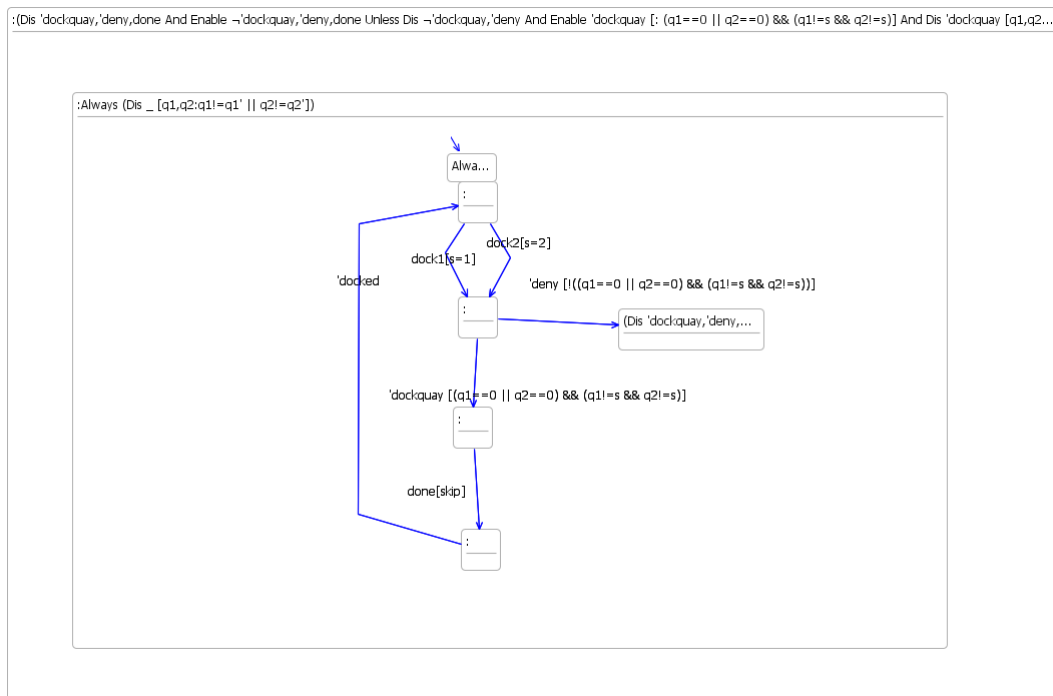 :(Dis 'dockquay,'deny,done And Enable ¬'dockquay,'deny,done Unless Dis ¬'dockquay,'deny And Enable 'dockquay [: (q1==0 || q2==0) && (q1!=s && q2!=s)] And Dis 'dockquay [q1,q2...
:Always (Dis _ [q1,q2:q1!=q1' || q2!=q2'])
Alwa...
:
dock2[s=2]
dock1[s=1]
'docked
'deny [!((q1==0 || q2==0) && (q1!=s && q2!=s))]
:
(Dis 'dockquay,'deny,...
'dockquay [(q1==0 || q2==0) && (q1!=s && q2!=s)]
:
done[skip]
: